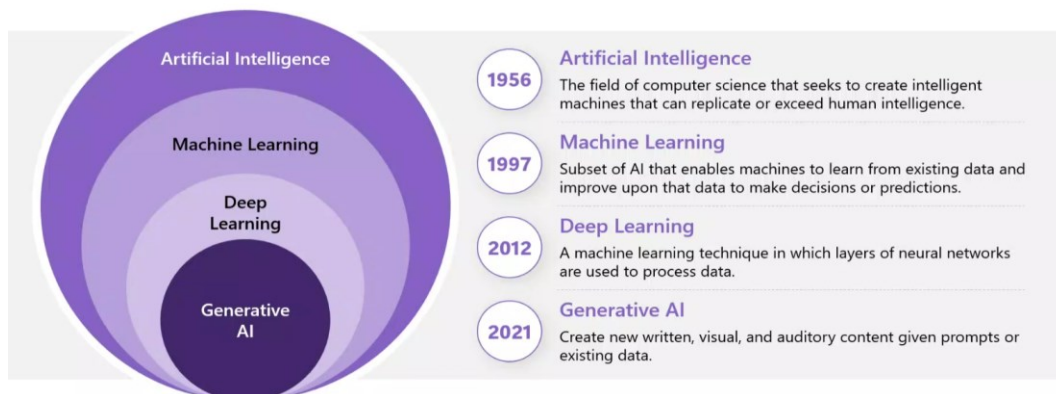 Artificial Intelligence
Machine Learning
Deep
Learning
Generative
AI
1956
Artificial Intelligence
The field of computer science that seeks to create intelligent
machines that can replicate or exceed human intelligence.
1997
Machine Learning
Subset of AI that enables machines to learn from existing data and
improve upon that data to make decisions or predictions.
2012
Deep Learning
A machine learning technique in which layers of neural networks
are used to process data.
2021
Generative AI
Create new written, visual, and auditory content given prompts or
existing data.